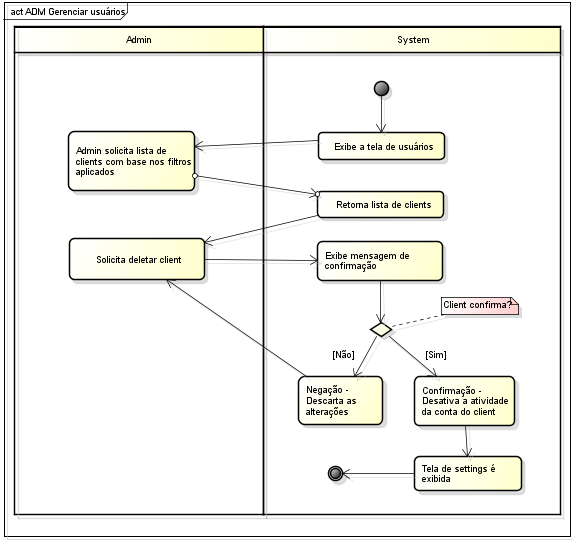 act ADM Gerenciar usuários
Admin
System
Exibe a tela de usuários
Admin solicita lista de
clients com base nos filtros
aplicados
Retorna lista de clients
Solicita deletar client
Exibe mensagem de
confirmação
Client confirma?
[Não]
[Sim]
Negação -
Descarta as
alterações
Confirmação -
Desativa a atividade
da conta do client
Tela de settings é
exibida